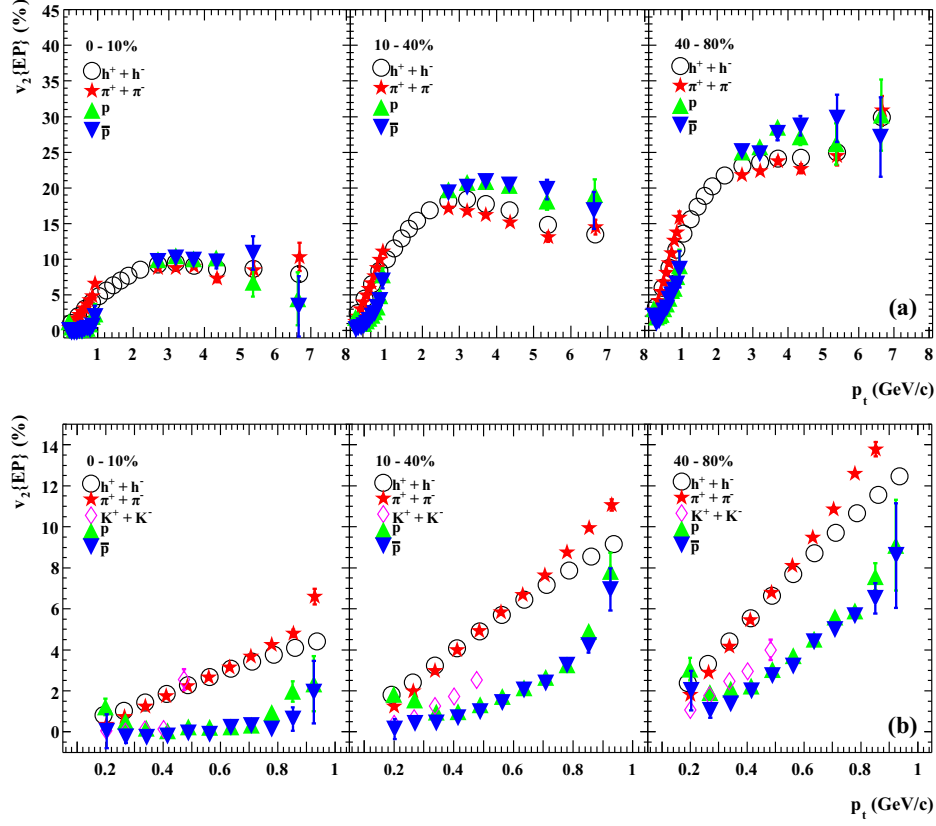 v₂{EP} (%)
45
40
35
30
25
20
15
10
5
0
0 - 10%
h⁺ + h⁻
π⁺ + π⁻
p
p̅
10 - 40%
h⁺ + h⁻
π⁺ + π⁻
p
p̅
40 - 80%
h⁺ + h⁻
π⁺ + π⁻
p
p̅
(a)
1 2 3 4 5 6 7 8 1 2 3 4 5 6 7 8 1 2 3 4 5 6 7 8
pₜ (GeV/c)
v₂{EP} (%)
14
12
10
8
6
4
2
0
0 - 10%
h⁺ + h⁻
π⁺ + π⁻
K⁺ + K⁻
p
p̅
10 - 40%
h⁺ + h⁻
π⁺ + π⁻
K⁺ + K⁻
p
p̅
40 - 80%
h⁺ + h⁻
π⁺ + π⁻
K⁺ + K⁻
p
p̅
(b)
0.2 0.4 0.6 0.8 1 0.2 0.4 0.6 0.8 1 0.2 0.4 0.6 0.8 1
pₜ (GeV/c)